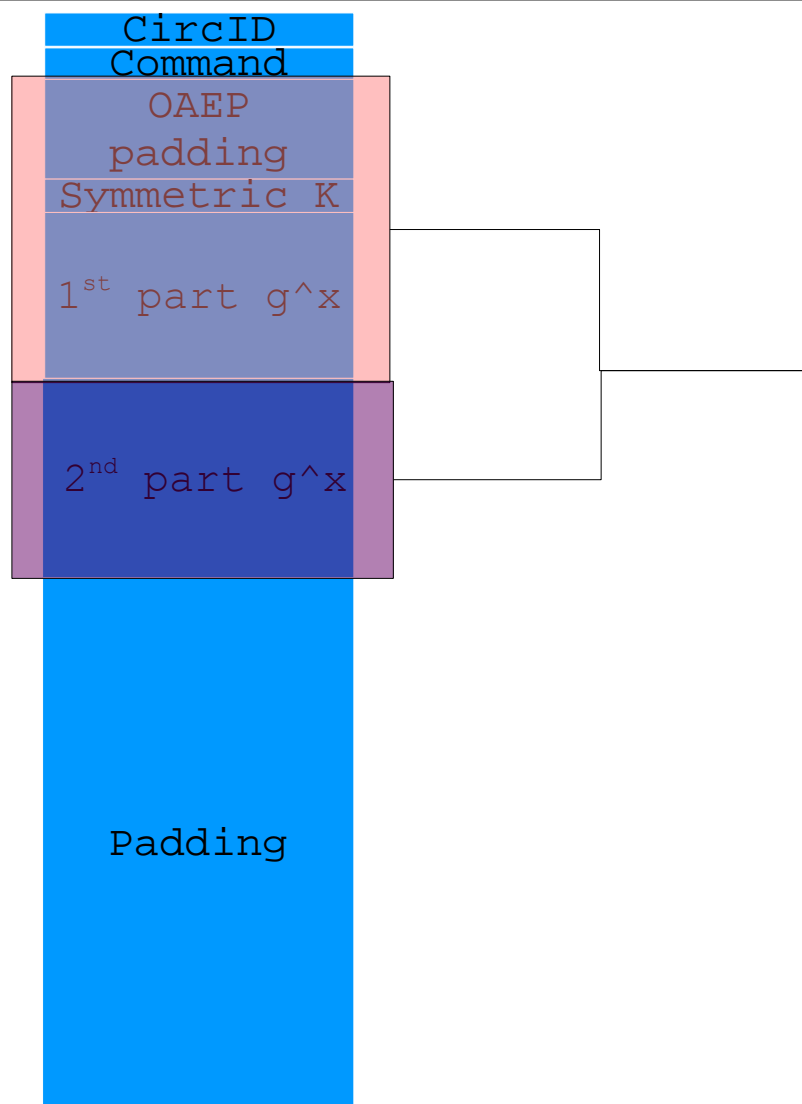 CircID
Command
OAEP
padding
Symmetric K
1st part g^x
2nd part g^x
Padding